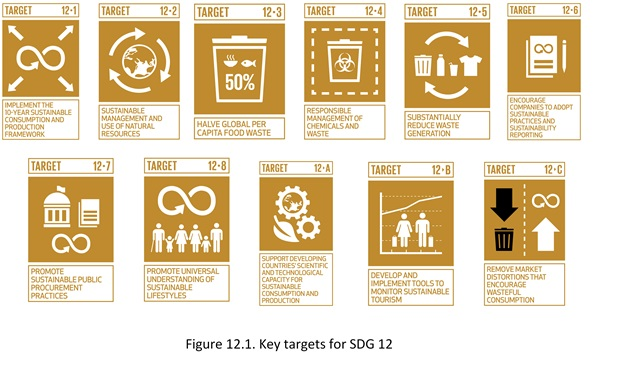 TARGET 12·1
IMPLEMENT THE
10-YEAR SUSTAINABLE
CONSUMPTION AND
PRODUCTION
FRAMEWORK
TARGET 12·2
SUSTAINABLE
MANAGEMENT AND
USE OF NATURAL
RESOURCES
TARGET 12·3
50%
HALVE GLOBAL PER
CAPITA FOOD WASTE
TARGET 12·4
RESPONSIBLE
MANAGEMENT OF
CHEMICALS AND
WASTE
TARGET 12·5
SUBSTANTIALLY
REDUCE WASTE
GENERATION
TARGET 12·6
ENCOURAGE
COMPANIES TO ADOPT
SUSTAINABLE
PRACTICES AND
SUSTAINABILITY
REPORTING
TARGET 12·7
PROMOTE
SUSTAINABLE PUBLIC
PROCUREMENT
PRACTICES
TARGET 12·8
PROMOTE UNIVERSAL
UNDERSTANDING OF
SUSTAINABLE
LIFESTYLES
TARGET 12·A
SUPPORT DEVELOPING
COUNTRIES' SCIENTIFIC
AND TECHNOLOGICAL
CAPACITY FOR
SUSTAINABLE
CONSUMPTION AND
PRODUCTION
TARGET 12·B
DEVELOP AND
IMPLEMENT TOOLS TO
MONITOR SUSTAINABLE
TOURISM
TARGET 12·C
REMOVE MARKET
DISTORTIONS THAT
ENCOURAGE
WASTEFUL
CONSUMPTION
Figure 12.1. Key targets for SDG 12